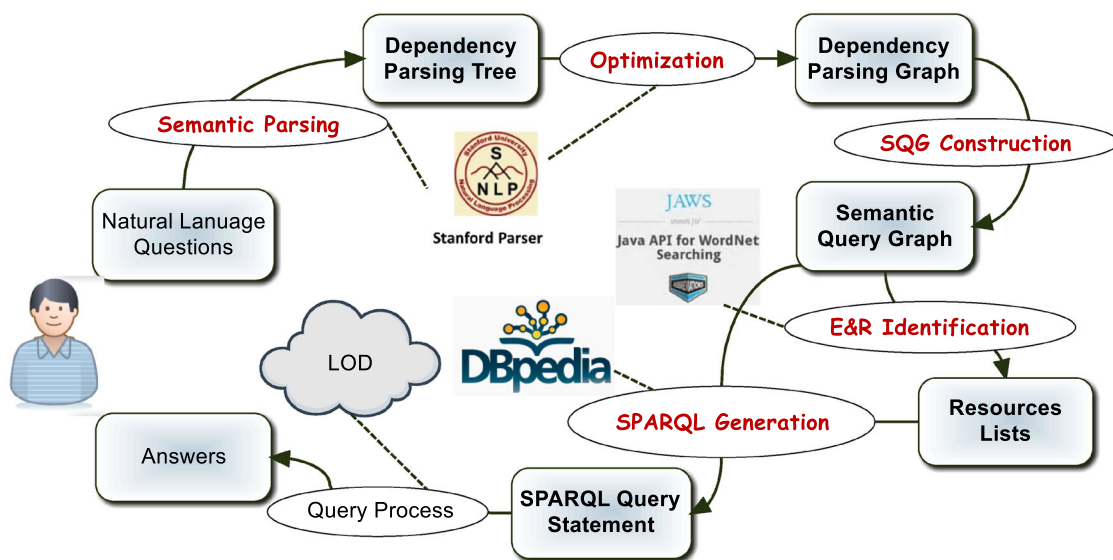 Dependency
Parsing Tree
Optimization
Dependency
Parsing Graph
Semantic Parsing
SQG Construction
Stanford University
S
NLP
Natural Language Processing
Stanford Parser
Natural Lanuage
Questions
JAWS
stands for
Java API for WordNet
Searching
Semantic
Query Graph
E&R Identification
LOD
DBpedia
SPARQL Generation
Resources
Lists
Answers
Query Process
SPARQL Query
Statement